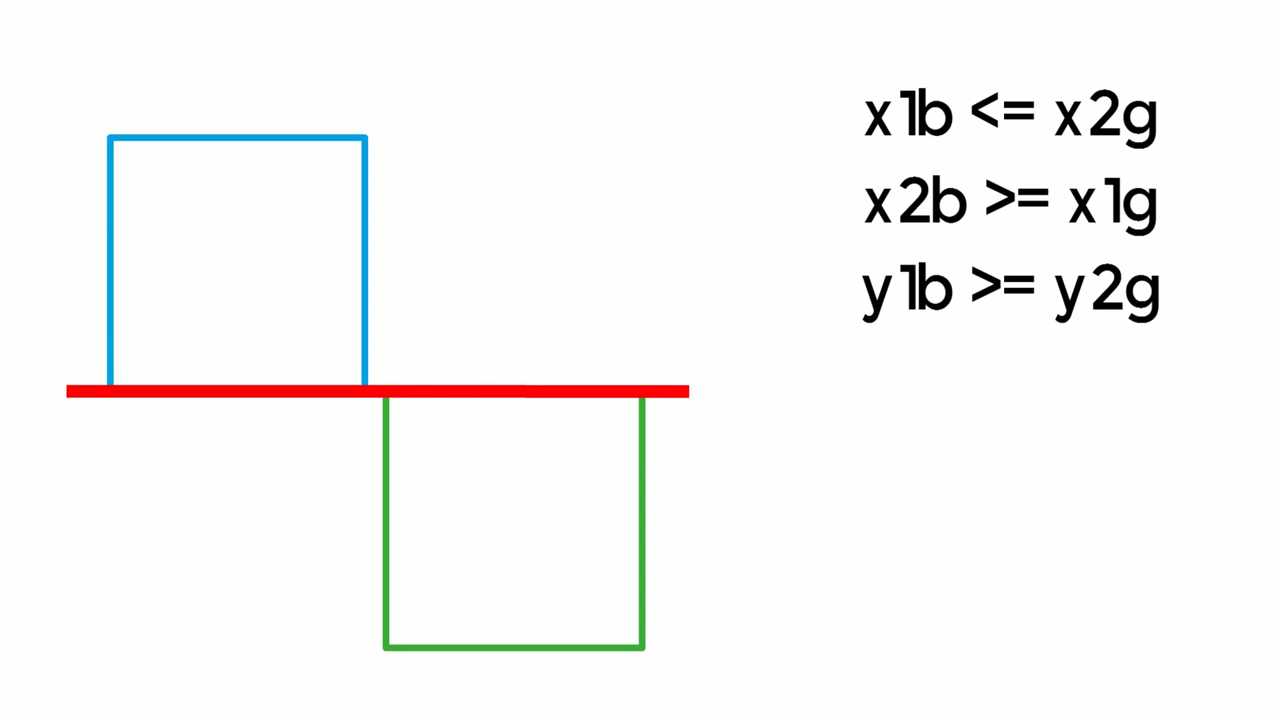 x1b <= x2g
x2b >= x1g
y1b >= y2g